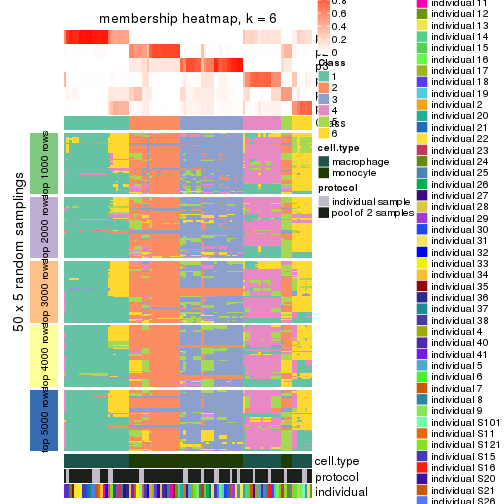 membership heatmap, k = 6
50 x 5 random samplings
top 1000 rows
top 2000 rows
top 3000 rows
top 4000 rows
top 5000 rows
0.8
0.6
0.4
0.2
0
p3
Class
Class
1
2
3
4
5
6
cell.type
macrophage
monocyte
protocol
individual sample
pool of 2 samples
cell.type
protocol
individual
individual 11
individual 12
individual 13
individual 14
individual 15
individual 16
individual 17
individual 18
individual 19
individual 2
individual 20
individual 21
individual 22
individual 23
individual 24
individual 25
individual 26
individual 27
individual 28
individual 29
individual 30
individual 31
individual 32
individual 33
individual 34
individual 35
individual 36
individual 37
individual 38
individual 4
individual 40
individual 41
individual 5
individual 6
individual 7
individual 8
individual 9
individual S101
individual S11
individual S121
individual S15
individual S16
individual S20
individual S21
individual S26